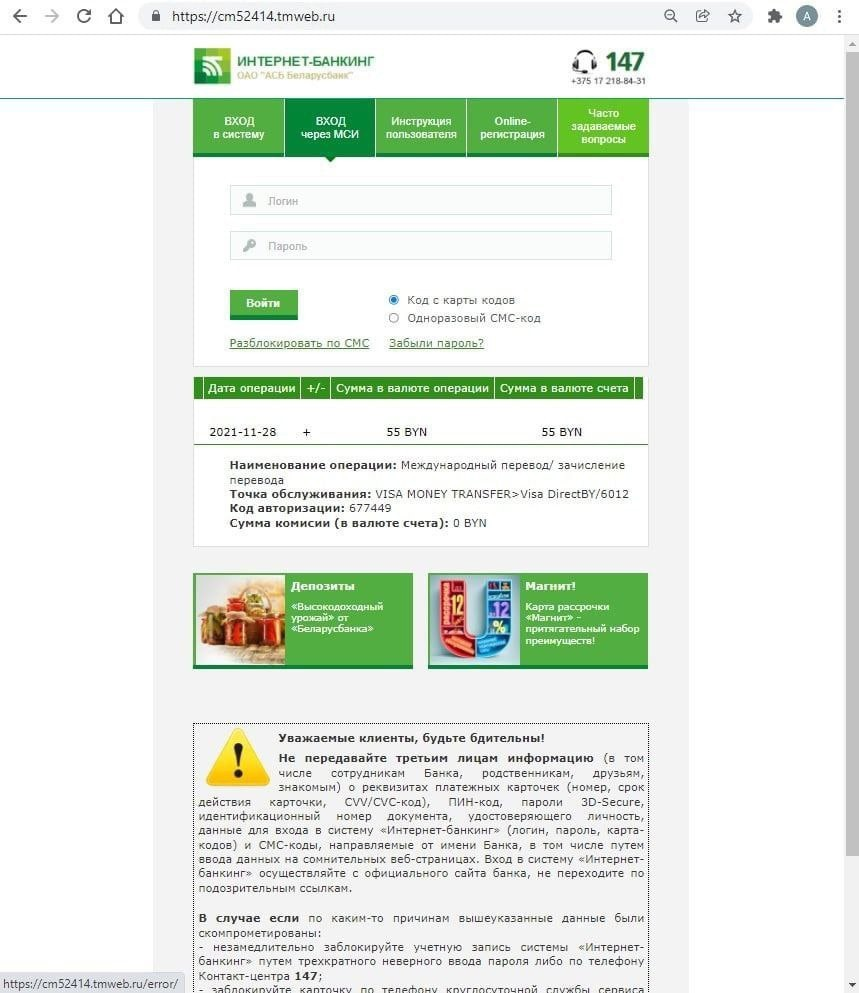 https://cm52414.tmweb.ru
A
ИНТЕРНЕТ-БАНКИНГ
ОАО "АСБ Беларусбанк"
147
+375 17 218-84-31
ВХОД
в систему
ВХОД
через МСИ
Инструкция
пользователя
Online-
регистрация
Часто
задаваемые
вопросы
Логин
Пароль
Войти
Код с карты кодов
Одноразовый СМС-код
Разблокировать по СМС
Забыли пароль?
Дата операции +/- Сумма в валюте операции Сумма в валюте счета
2021-11-28 + 55 BYN 55 BYN
Наименование операции: Международный перевод/ зачисление
перевода
Точка обслуживания: VISA MONEY TRANSFER>Visa DirectBY/6012
Код авторизации: 677449
Сумма комисии (в валюте счета): 0 BYN
Депозиты
«Высокодоходный
урожай» от
«Беларусбанка»
12
12
%
Магнит!
Карта рассрочки
«Магнит» -
притягательный набор
преимуществ!
Уважаемые клиенты, будьте бдительны!
Не передавайте третьим лицам информацию (в том
числе сотрудникам Банка, родственникам, друзьям,
знакомым) о реквизитах платежных карточек (номер, срок
действия карточки, CVV/CVC-код), ПИН-код, пароли 3D-Secure,
идентификационный номер документа, удостоверяющего личность,
данные для входа в систему «Интернет-банкинг» (логин, пароль, карта-
кодов) и СМС-коды, направляемые от имени Банка, в том числе путем
ввода данных на сомнительных веб-страницах. Вход в систему «Интернет-
банкинг» осуществляйте с официального сайта банка, не переходите по
подозрительным ссылкам.
В случае если по каким-то причинам вышеуказанные данные были
скомпрометированы:
- незамедлительно заблокируйте учетную запись системы «Интернет-
банкинг» путем трехкратного неверного ввода пароля либо по телефону
Контакт-центра 147;
- заблокируйте карточку по телефону круглосуточной службы сервиса
https://cm52414.tmweb.ru/error/